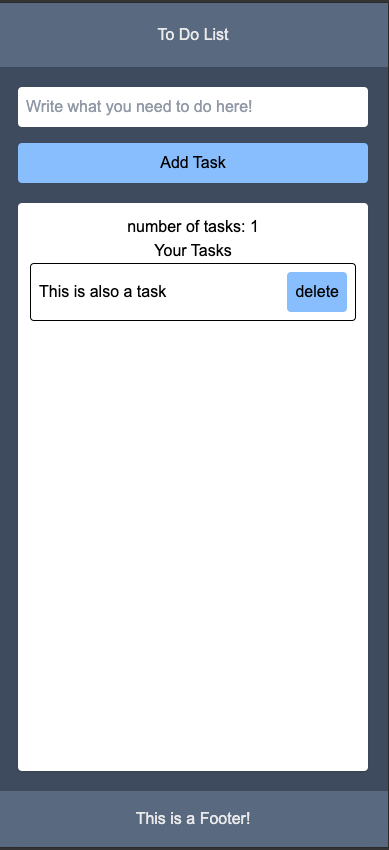 To Do List
Write what you need to do here!
Add Task
number of tasks: 1
Your Tasks
This is also a task
delete
This is a Footer!